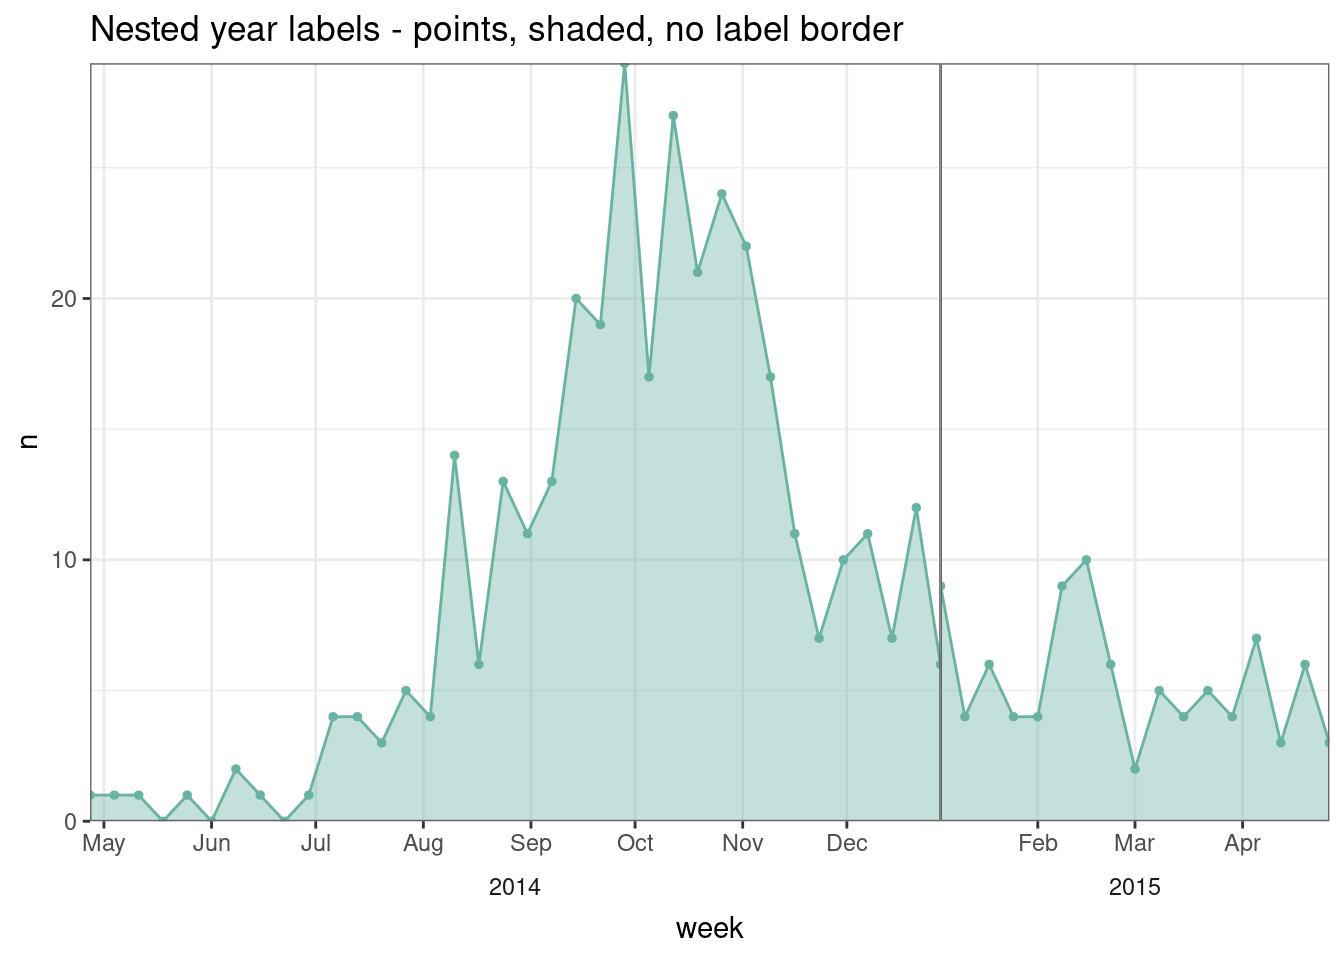 Nested year labels - points, shaded, no label border
n
20
10
0
May Jun Jul Aug Sep Oct Nov Dec Feb Mar Apr
2014 2015
week